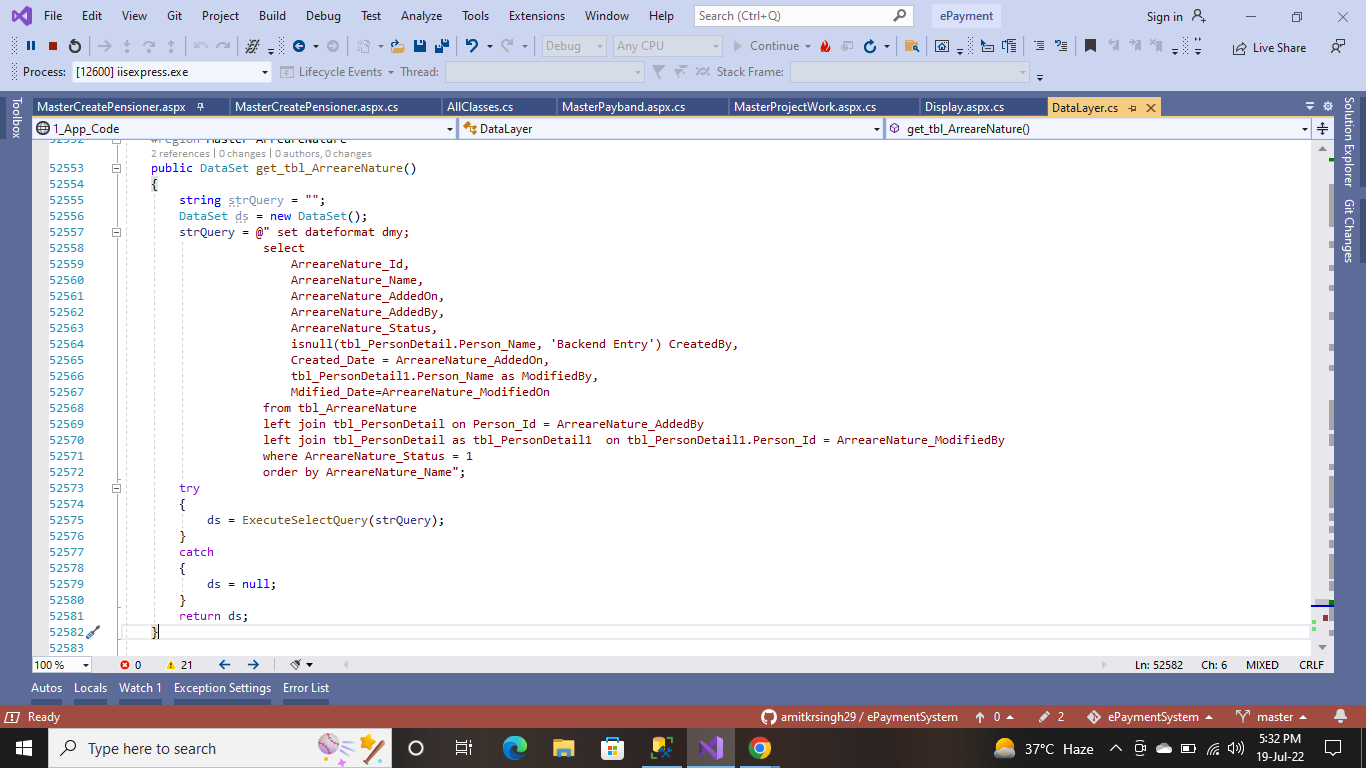 File Edit View Git Project Build Debug Test Analyze Tools Extensions Window Help Search (Ctrl+Q) ePayment Sign in
Debug Any CPU Continue Live Share
Process: [12600] iisexpress.exe Lifecycle Events Thread: Stack Frame:
Toolbox
MasterCreatePensioner.aspx MasterCreatePensioner.aspx.cs AllClasses.cs MasterPayband.aspx.cs MasterProjectWork.aspx.cs Display.aspx.cs DataLayer.cs
Solution Explorer
Git Changes
1_App_Code DataLayer get_tbl_ArreareNature()
52552 #region Master ArreareNature
2 references | 0 changes | 0 authors, 0 changes
52553 public DataSet get_tbl_ArreareNature()
52554 {
52555 string strQuery = "";
52556 DataSet ds = new DataSet();
52557 strQuery = @" set dateformat dmy;
52558 select
52559 ArreareNature_Id,
52560 ArreareNature_Name,
52561 ArreareNature_AddedOn,
52562 ArreareNature_AddedBy,
52563 ArreareNature_Status,
52564 isnull(tbl_PersonDetail.Person_Name, 'Backend Entry') CreatedBy,
52565 Created_Date = ArreareNature_AddedOn,
52566 tbl_PersonDetail1.Person_Name as ModifiedBy,
52567 Mdified_Date=ArreareNature_ModifiedOn
52568 from tbl_ArreareNature
52569 left join tbl_PersonDetail on Person_Id = ArreareNature_AddedBy
52570 left join tbl_PersonDetail as tbl_PersonDetail1  on tbl_PersonDetail1.Person_Id = ArreareNature_ModifiedBy
52571 where ArreareNature_Status = 1
52572 order by ArreareNature_Name";
52573 try
52574 {
52575 ds = ExecuteSelectQuery(strQuery);
52576 }
52577 catch
52578 {
52579 ds = null;
52580 }
52581 return ds;
52582 }
52583
100 % 0 21 Ln: 52582 Ch: 6 MIXED CRLF
Autos Locals Watch 1 Exception Settings Error List
Ready amitkrsingh29 / ePaymentSystem 0 2 ePaymentSystem master
Type here to search 37°C Haze 5:32 PM
19-Jul-22